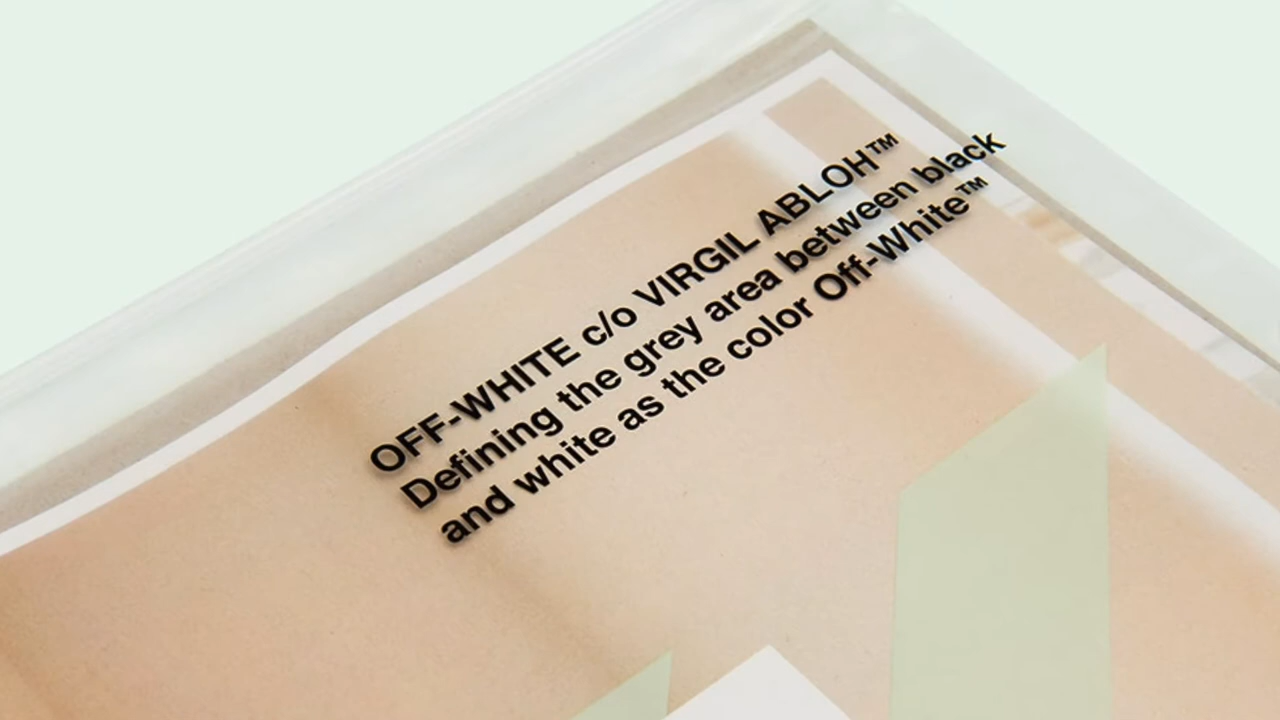 OFF-WHITE c/o VIRGIL ABLOH™
Defining the grey area between black
and white as the color Off-White™